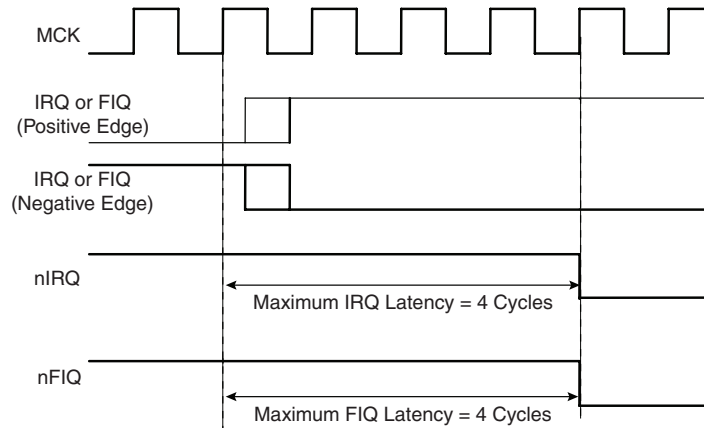 MCK
IRQ or FIQ
(Positive Edge)
IRQ or FIQ
(Negative Edge)
nIRQ
Maximum IRQ Latency = 4 Cycles
nFIQ
Maximum FIQ Latency = 4 Cycles